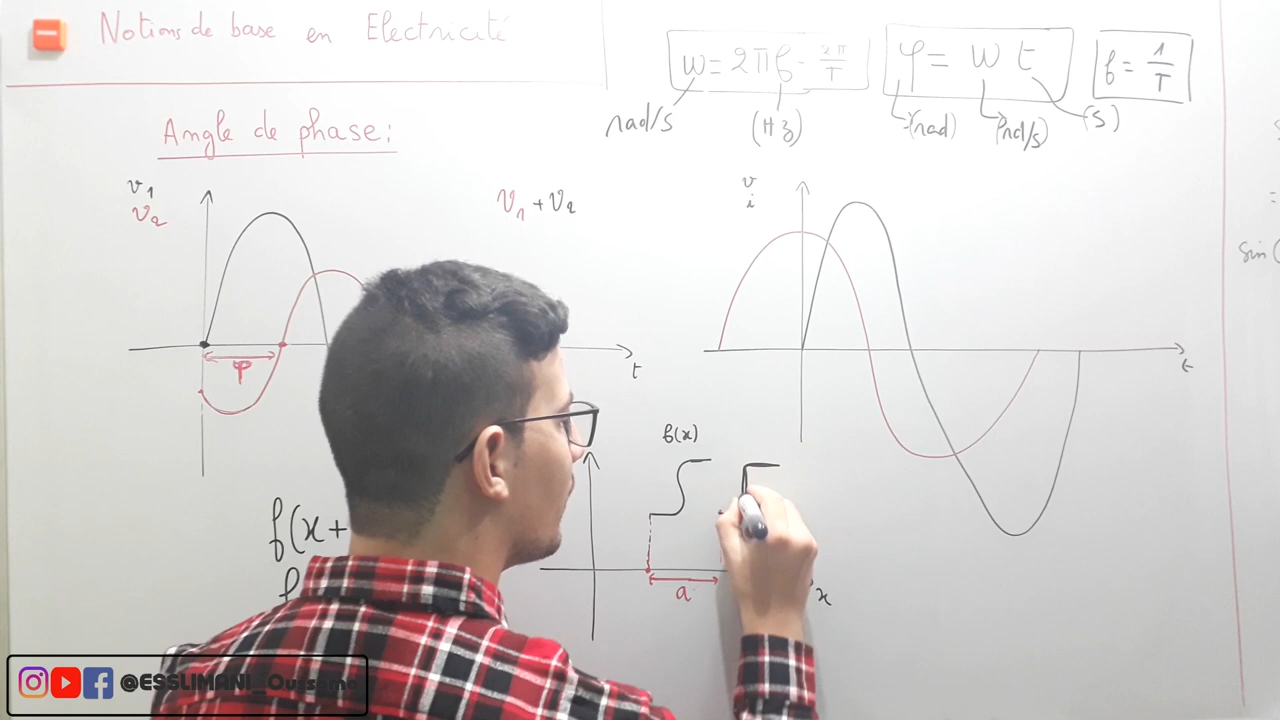 Notions de base en Electricité
w = 2πf = 2π/T
φ = w t
f = 1/T
rad/s
(Hz)
(rad)
(rad/s)
(s)
Angle de phase:
v1
v2
V1 + V2
v
i
φ
t
t
f(x)
f(x+
a
x
sin(
@ESSLIMANI_Oussama